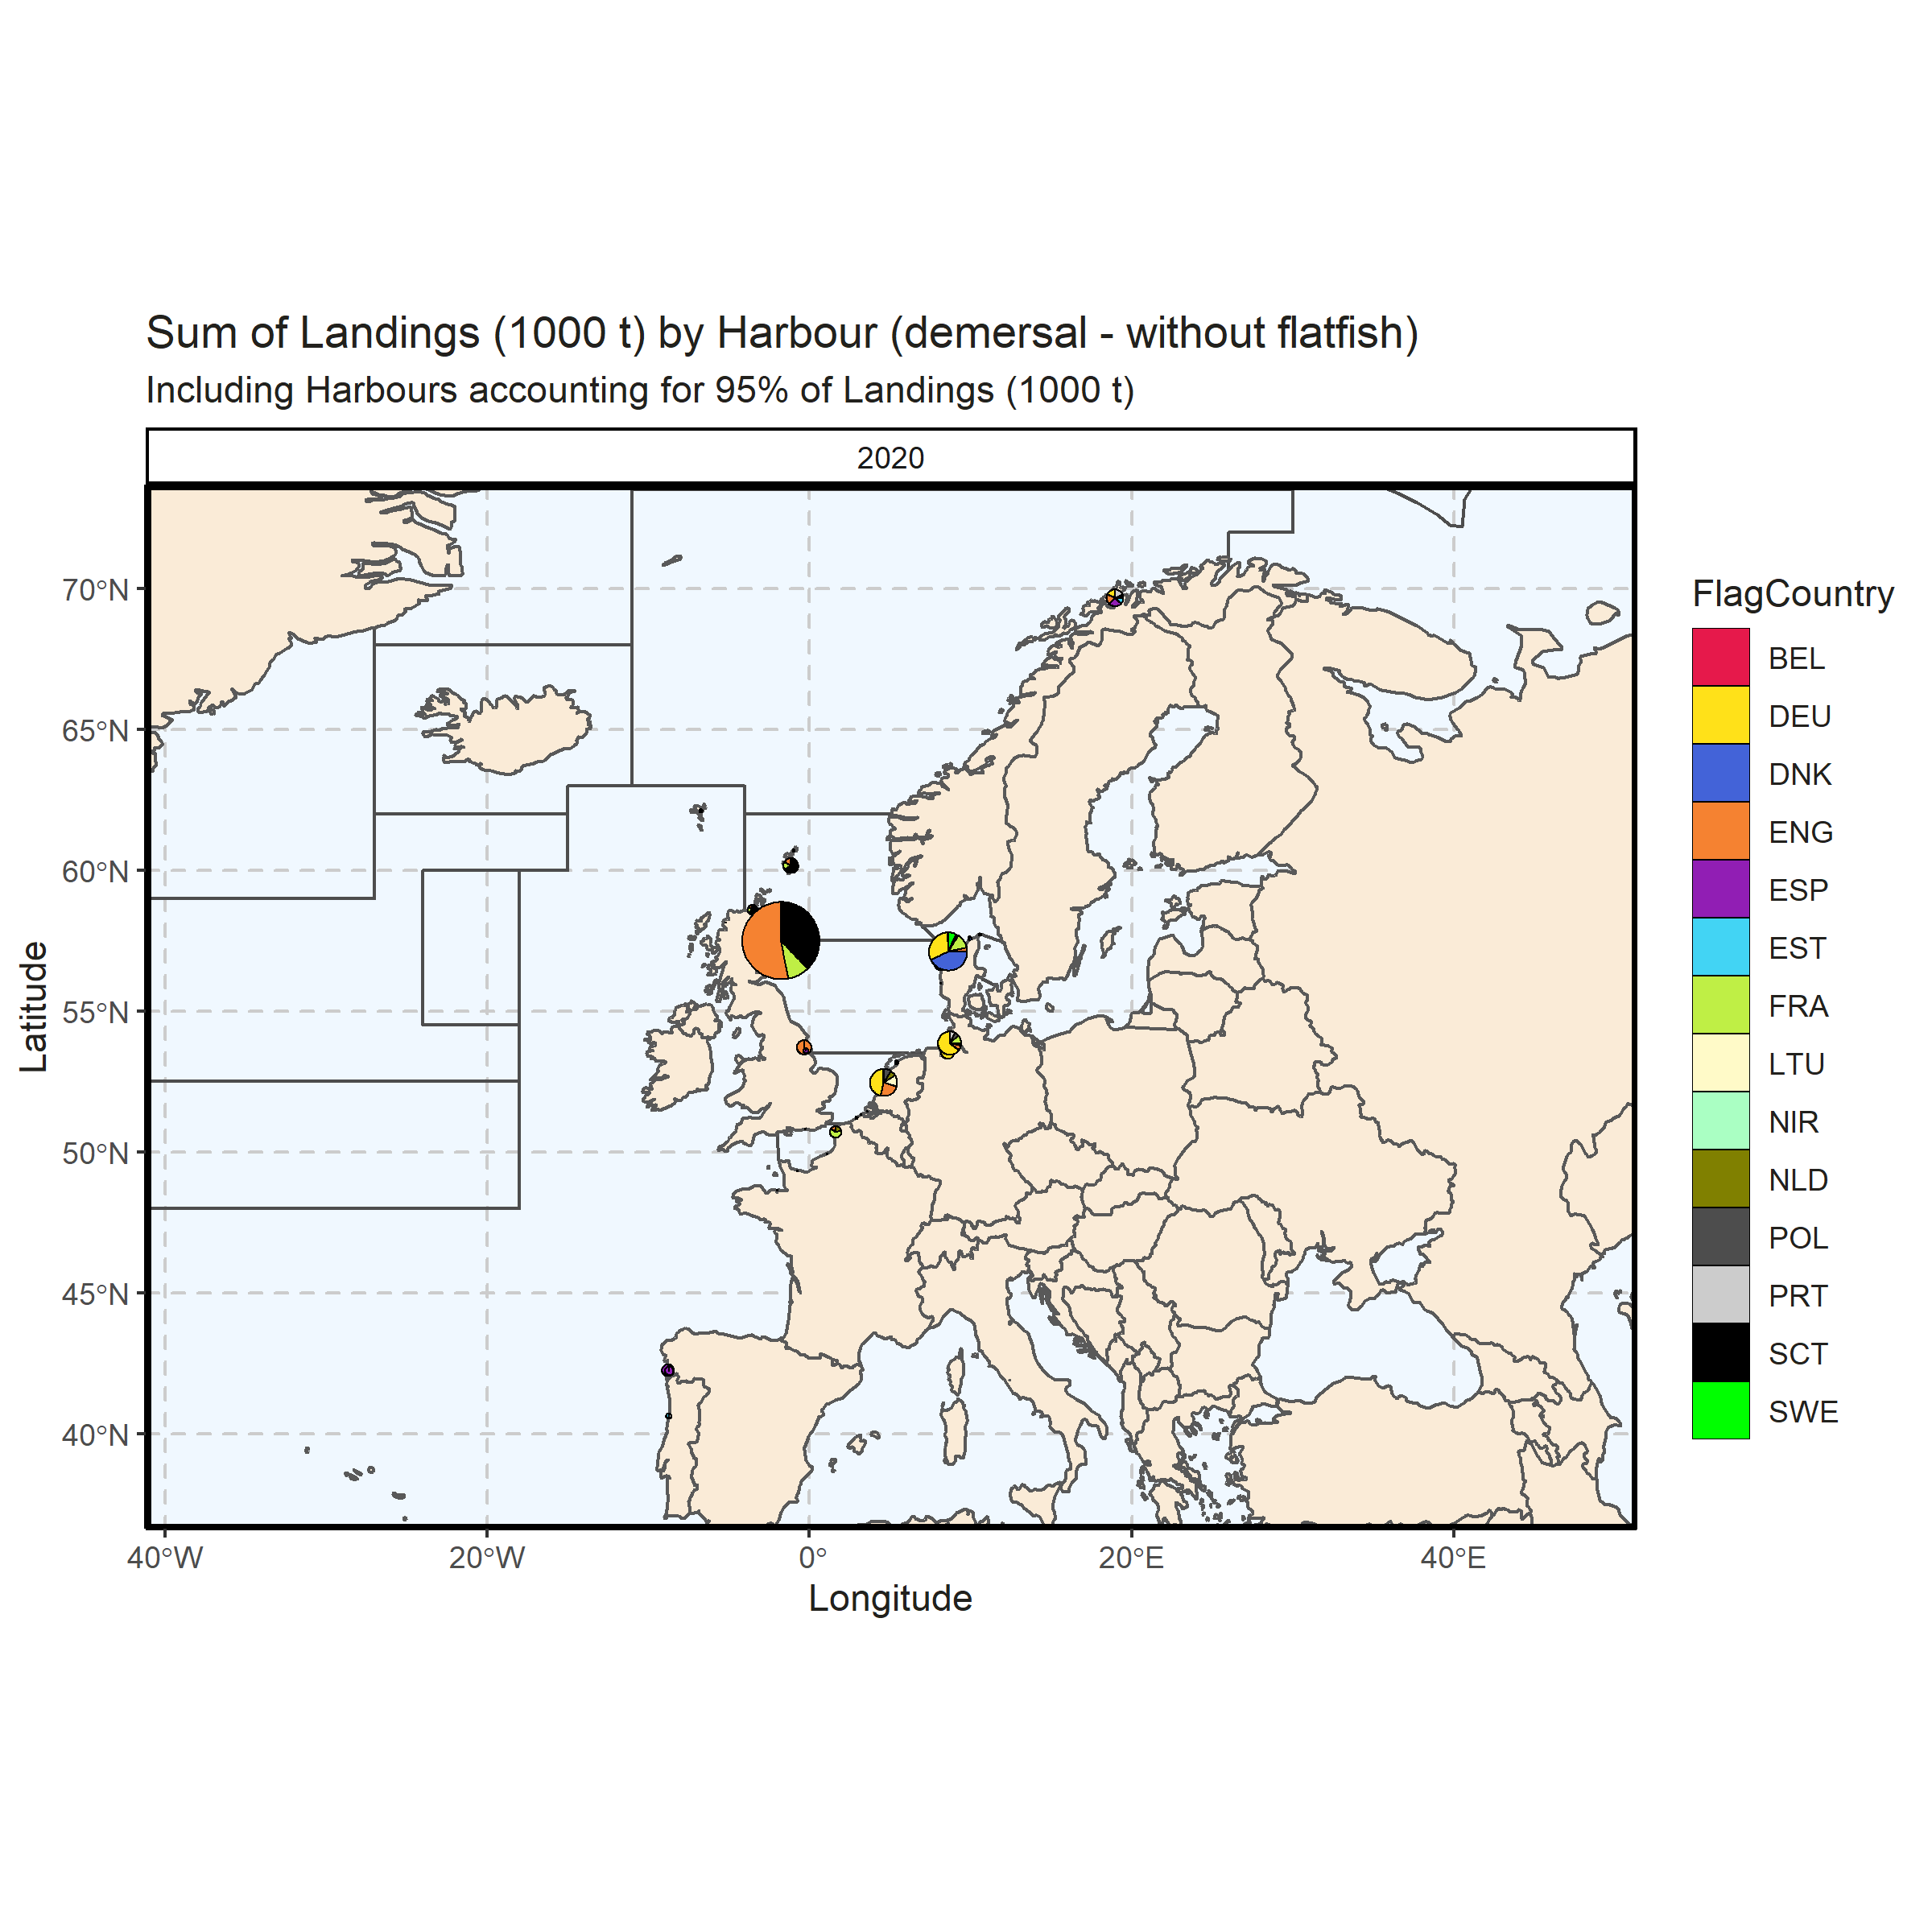 Sum of Landings (1000 t) by Harbour (demersal - without flatfish)
Including Harbours accounting for 95% of Landings (1000 t)
2020
70°N
65°N
60°N
55°N
50°N
45°N
40°N
Latitude
40°W
20°W
0°
20°E
40°E
Longitude
FlagCountry
BEL
DEU
DNK
ENG
ESP
EST
FRA
LTU
NIR
NLD
POL
PRT
SCT
SWE